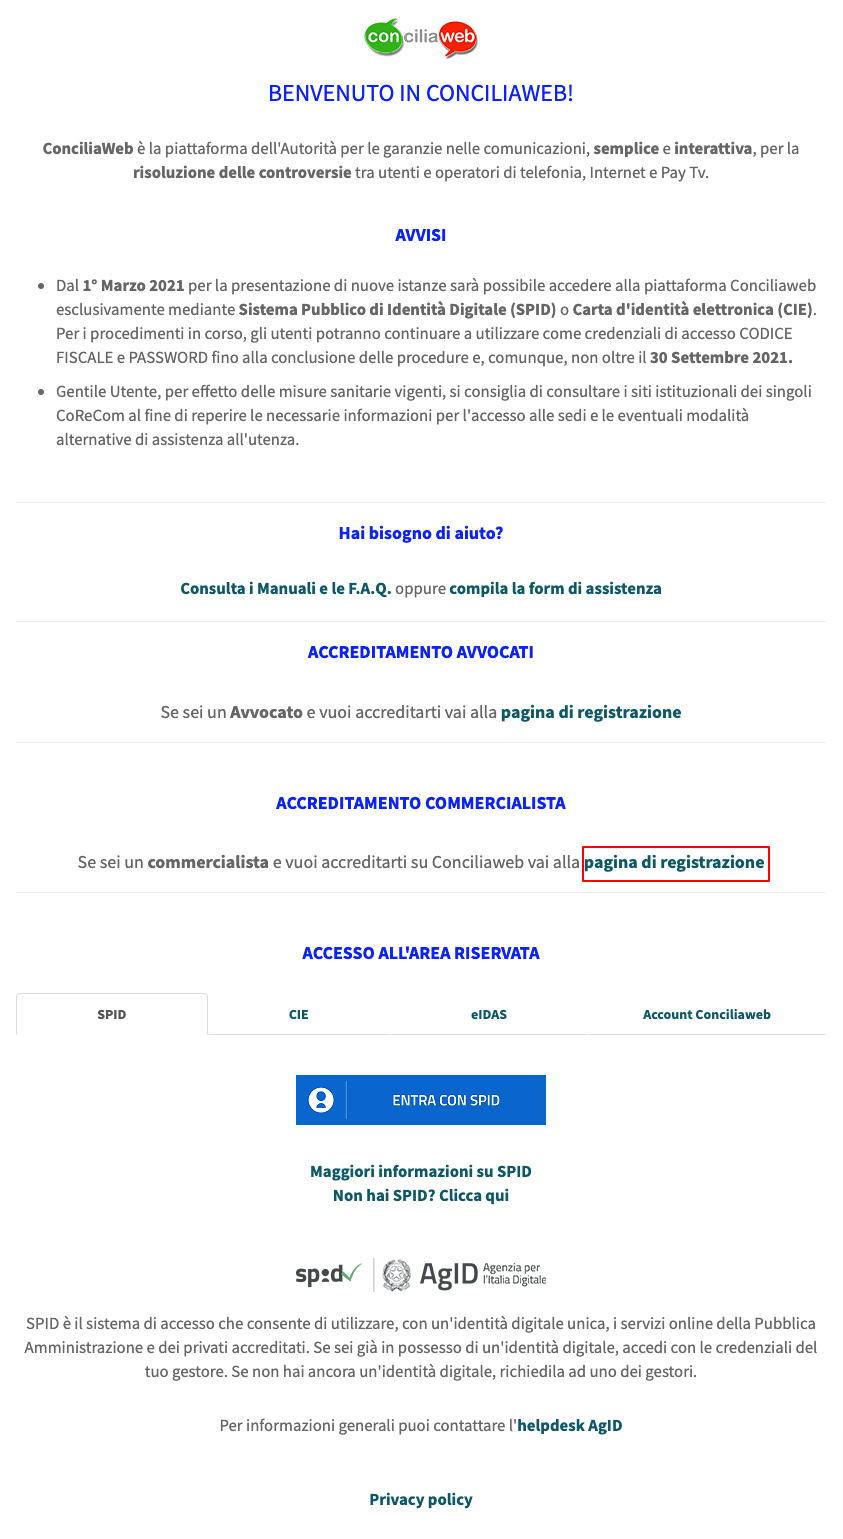 conciliaweb
BENVENUTO IN CONCILIAWEB!
ConciliaWeb è la piattaforma dell'Autorità per le garanzie nelle comunicazioni, semplice e interattiva, per la
risoluzione delle controversie tra utenti e operatori di telefonia, Internet e Pay Tv.
AVVISI
• Dal 1° Marzo 2021 per la presentazione di nuove istanze sarà possibile accedere alla piattaforma Conciliaweb
esclusivamente mediante Sistema Pubblico di Identità Digitale (SPID) o Carta d'identità elettronica (CIE).
Per i procedimenti in corso, gli utenti potranno continuare a utilizzare come credenziali di accesso CODICE
FISCALE e PASSWORD fino alla conclusione delle procedure e, comunque, non oltre il 30 Settembre 2021.
• Gentile Utente, per effetto delle misure sanitarie vigenti, si consiglia di consultare i siti istituzionali dei singoli
CoReCom al fine di reperire le necessarie informazioni per l'accesso alle sedi e le eventuali modalità
alternative di assistenza all'utenza.
Hai bisogno di aiuto?
Consulta i Manuali e le F.A.Q. oppure compila la form di assistenza
ACCREDITAMENTO AVVOCATI
Se sei un Avvocato e vuoi accreditarti vai alla pagina di registrazione
ACCREDITAMENTO COMMERCIALISTA
Se sei un commercialista e vuoi accreditarti su Conciliaweb vai alla pagina di registrazione
ACCESSO ALL'AREA RISERVATA
SPID CIE eIDAS Account Conciliaweb
ENTRA CON SPID
Maggiori informazioni su SPID
Non hai SPID? Clicca qui
spid AgID Agenzia per
l'Italia Digitale
SPID è il sistema di accesso che consente di utilizzare, con un'identità digitale unica, i servizi online della Pubblica
Amministrazione e dei privati accreditati. Se sei già in possesso di un'identità digitale, accedi con le credenziali del
tuo gestore. Se non hai ancora un'identità digitale, richiedila ad uno dei gestori.
Per informazioni generali puoi contattare l'helpdesk AgID
Privacy policy